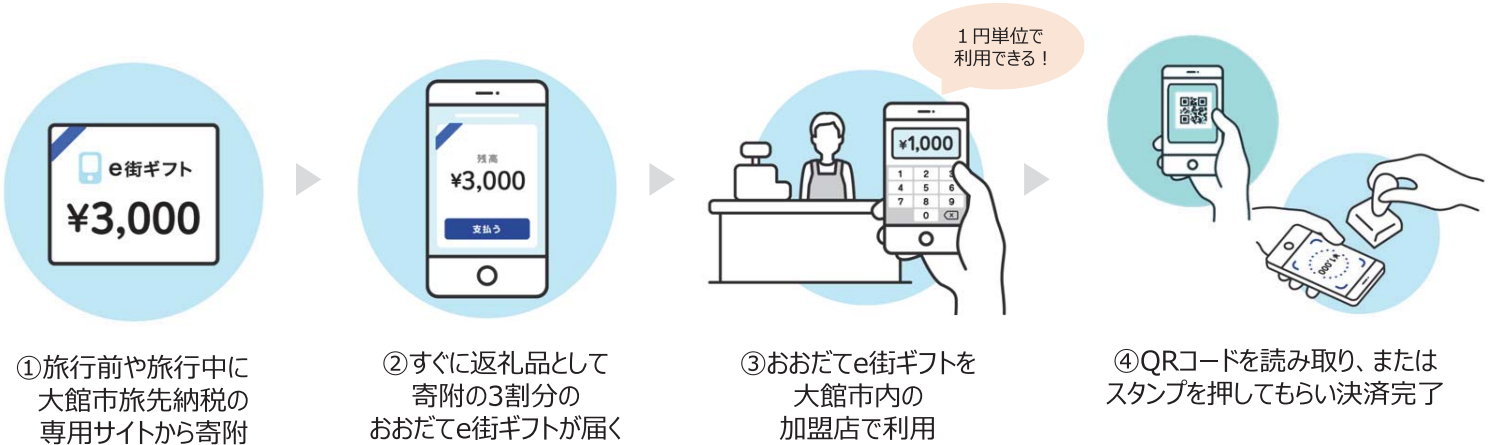 e街ギフト
¥3,000
①旅行前や旅行中に
大館市旅先納税の
専用サイトから寄附
残高
¥3,000
支払う
②すぐに返礼品として
寄附の3割分の
おおだてe街ギフトが届く
1円単位で
利用できる！
¥1,000
1 2 3
4 5 6
7 8 9
0
③おおだてe街ギフトを
大館市内の
加盟店で利用
¥1,000
④QRコードを読み取り、または
スタンプを押してもらい決済完了